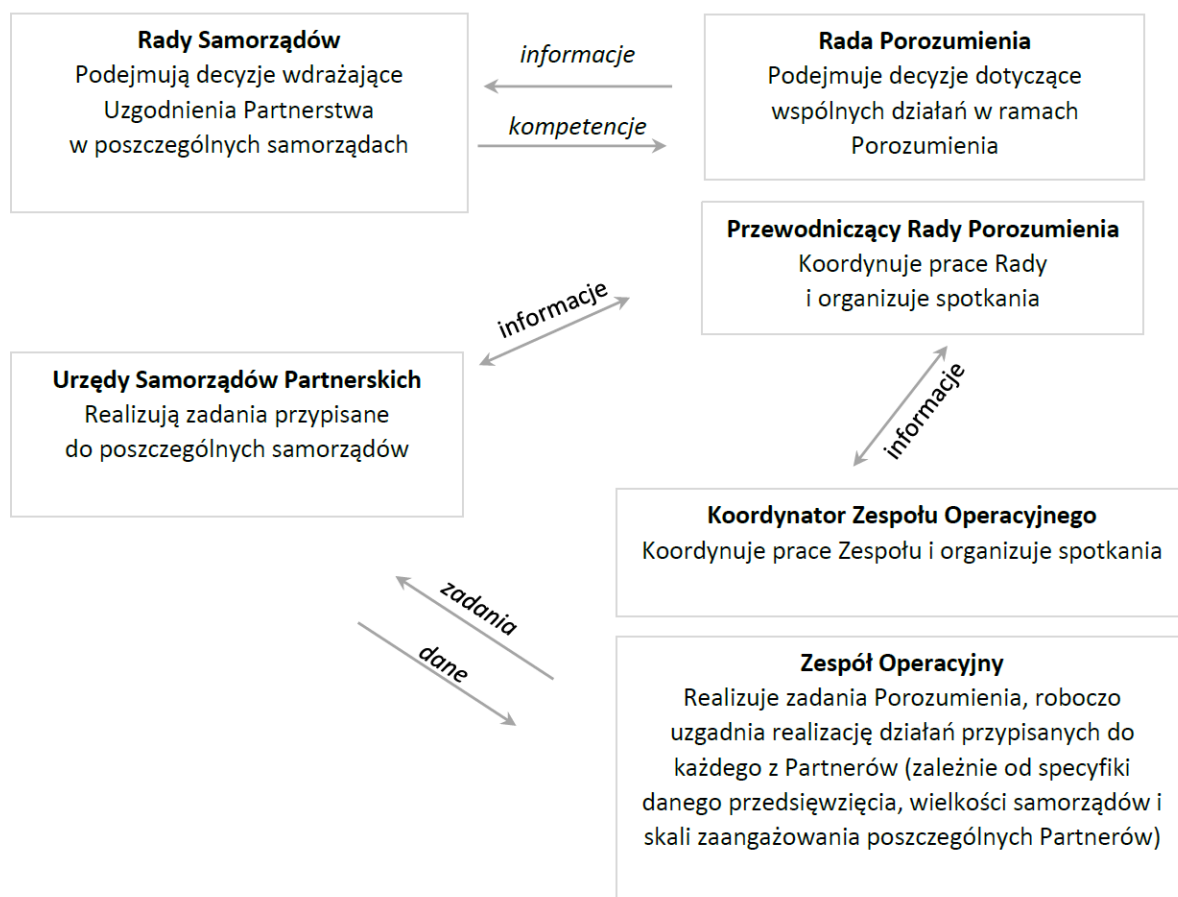 Rady Samorządów
Podejmują decyzje wdrażające
Uzgodnienia Partnerstwa
w poszczególnych samorządach
informacje
kompetencje
Rada Porozumienia
Podejmuje decyzje dotyczące
wspólnych działań w ramach
Porozumienia
Przewodniczący Rady Porozumienia
Koordynuje prace Rady
i organizuje spotkania
informacje
Urzędy Samorządów Partnerskich
Realizują zadania przypisane
do poszczególnych samorządów
informacje
Koordynator Zespołu Operacyjnego
Koordynuje prace Zespołu i organizuje spotkania
zadania
dane
Zespół Operacyjny
Realizuje zadania Porozumienia, roboczo
uzgadnia realizację działań przypisanych do
każdego z Partnerów (zależnie od specyfiki
danego przedsięwzięcia, wielkości samorządów i
skali zaangażowania poszczególnych Partnerów)